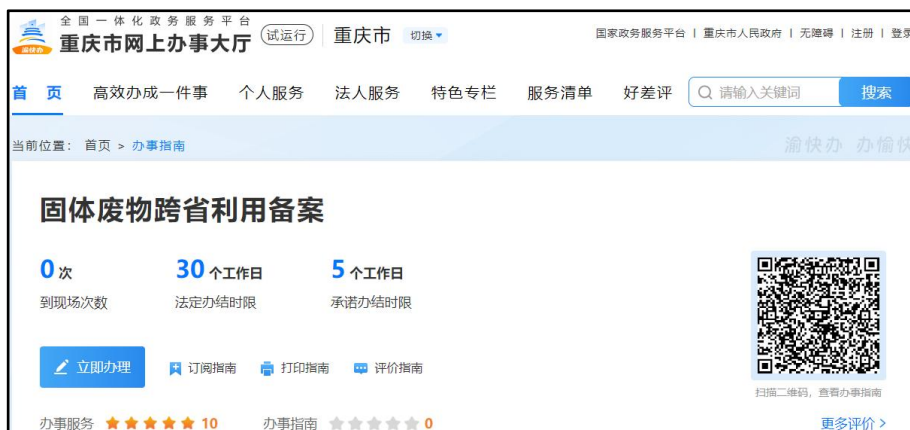 全国一体化政务服务平台
重庆市网上办事大厅 试运行 重庆市 切换
渝快办
国家政务服务平台 | 重庆市人民政府 | 无障碍 | 注册 | 登录
首页 高效办成一件事 个人服务 法人服务 特色专栏 服务清单 好差评 请输入关键词 搜索
当前位置： 首页 > 办事指南
渝快办 办愉快
固体废物跨省利用备案
0 次 30 个工作日 5 个工作日
到现场次数 法定办结时限 承诺办结时限
立即办理 订阅指南 打印指南 评价指南
扫描二维码，查看办事指南
办事服务 10 办事指南 0 更多评价 >